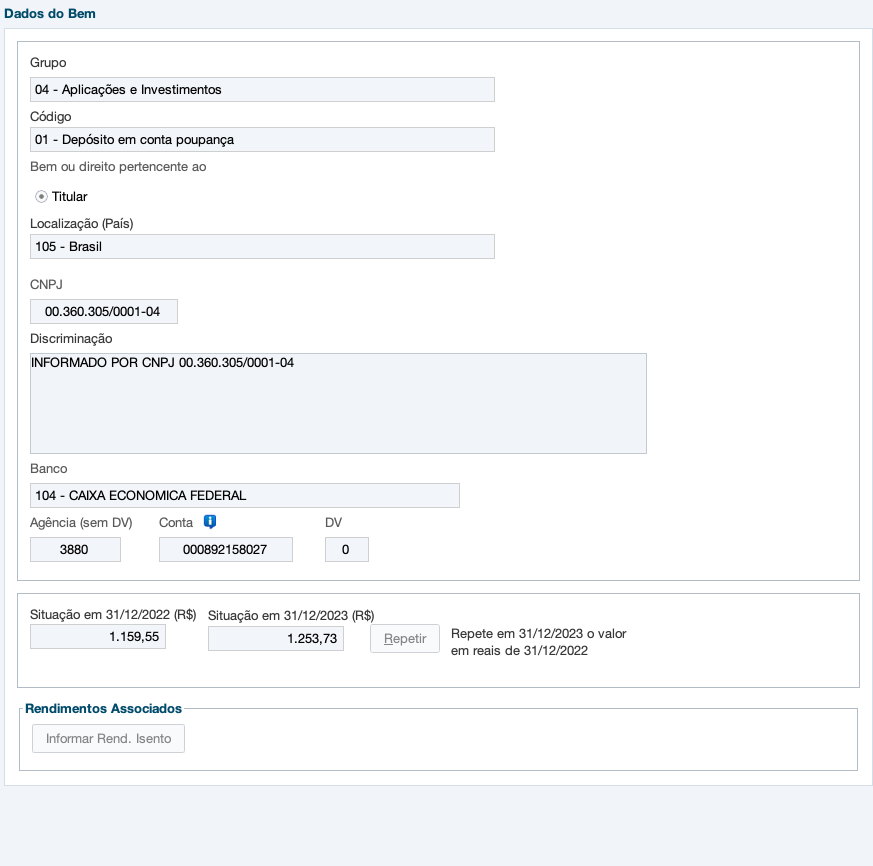 Dados do Bem
Grupo
04 - Aplicações e Investimentos
Código
01 - Depósito em conta poupança
Bem ou direito pertencente ao
Titular
Localização (País)
105 - Brasil
CNPJ
00.360.305/0001-04
Discriminação
INFORMADO POR CNPJ 00.360.305/0001-04
Banco
104 - CAIXA ECONOMICA FEDERAL
Agência (sem DV) Conta DV
3880 000892158027 0
Situação em 31/12/2022 (R$) Situação em 31/12/2023 (R$)
1.159,55 1.253,73 Repetir Repete em 31/12/2023 o valor
em reais de 31/12/2022
Rendimentos Associados
Informar Rend. Isento